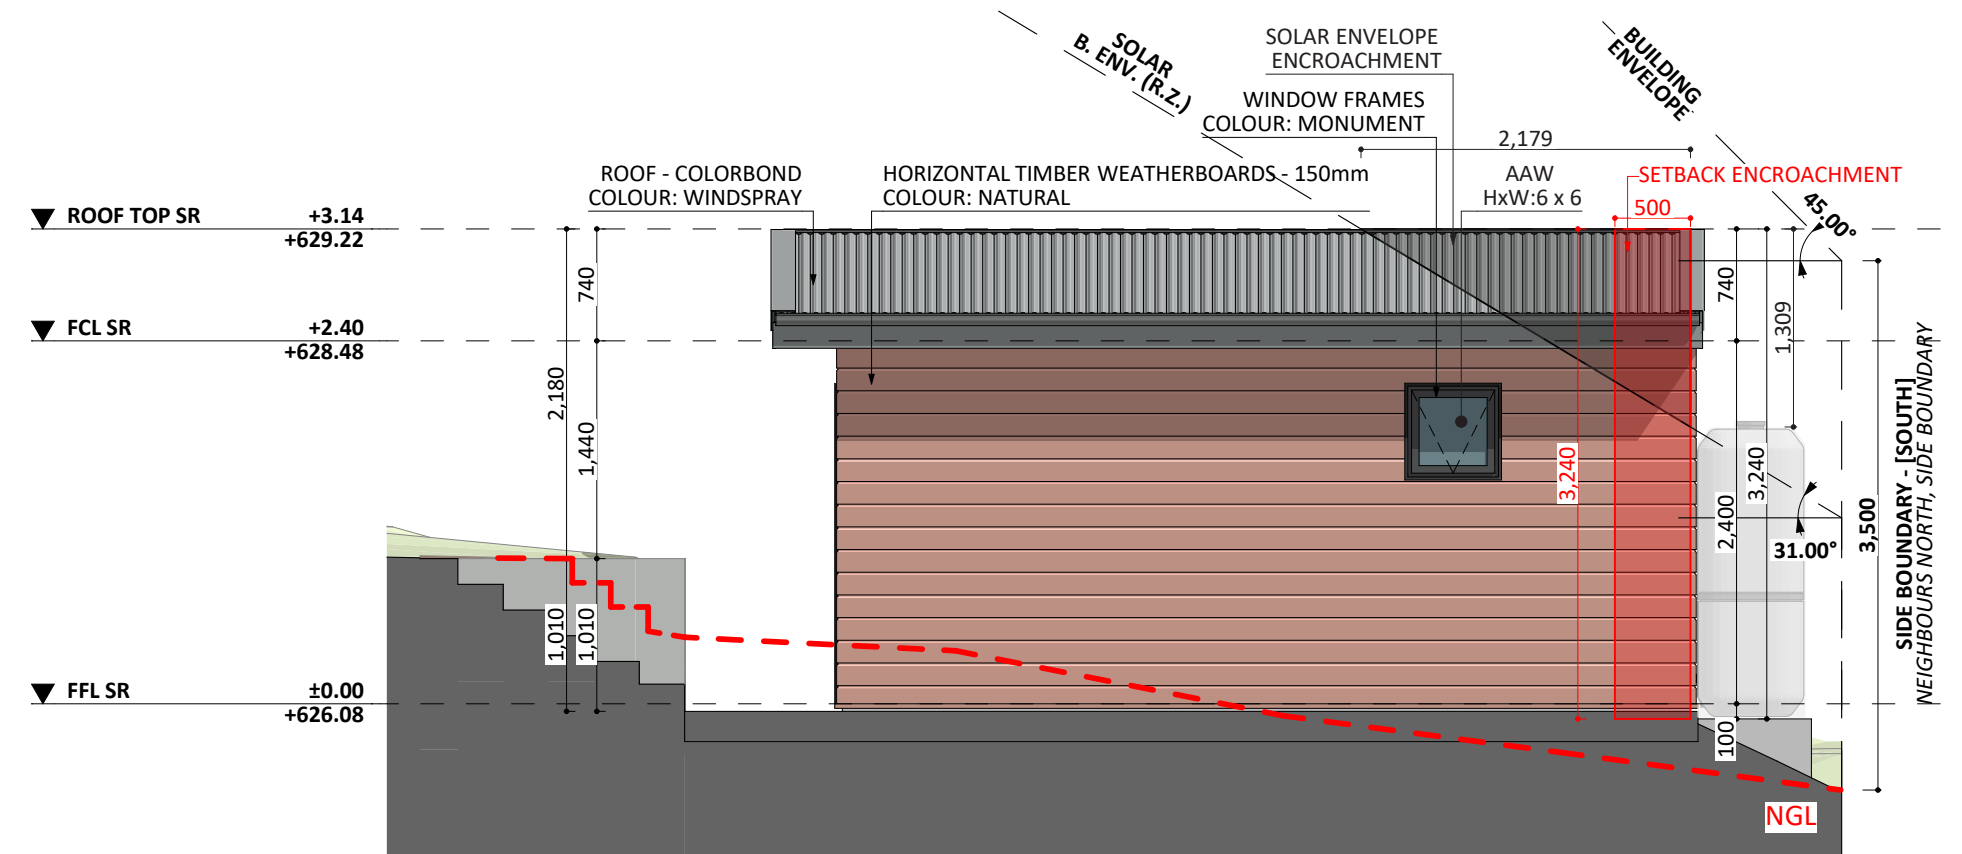 SOLAR
B. ENV. (R.Z.)
SOLAR ENVELOPE
ENCROACHMENT
BUILDING
ENVELOPE
WINDOW FRAMES
COLOUR: MONUMENT
2,179
ROOF - COLORBOND
COLOUR: WINDSPRAY
HORIZONTAL TIMBER WEATHERBOARDS - 150mm
COLOUR: NATURAL
AAW
HxW:6 x 6
SETBACK ENCROACHMENT
500
45.00°
ROOF TOP SR +3.14
+629.22
740
740
1,309
FCL SR +2.40
+628.48
2,180
1,440
3,240
3,240
2,400
31.00°
3,500
SIDE BOUNDARY - [SOUTH]
NEIGHBOURS NORTH, SIDE BOUNDARY
1,010
1,010
FFL SR ±0.00
+626.08
100
NGL